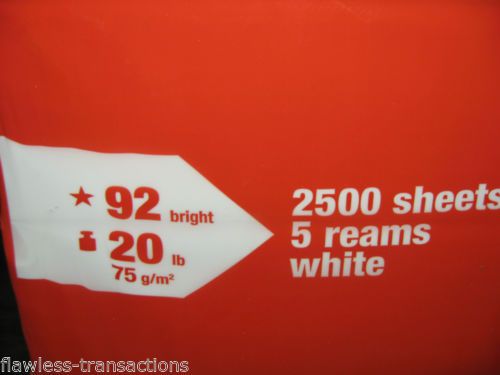 92 bright
20 lb
75 g/m²
2500 sheets
5 reams
white
flawless-transactions